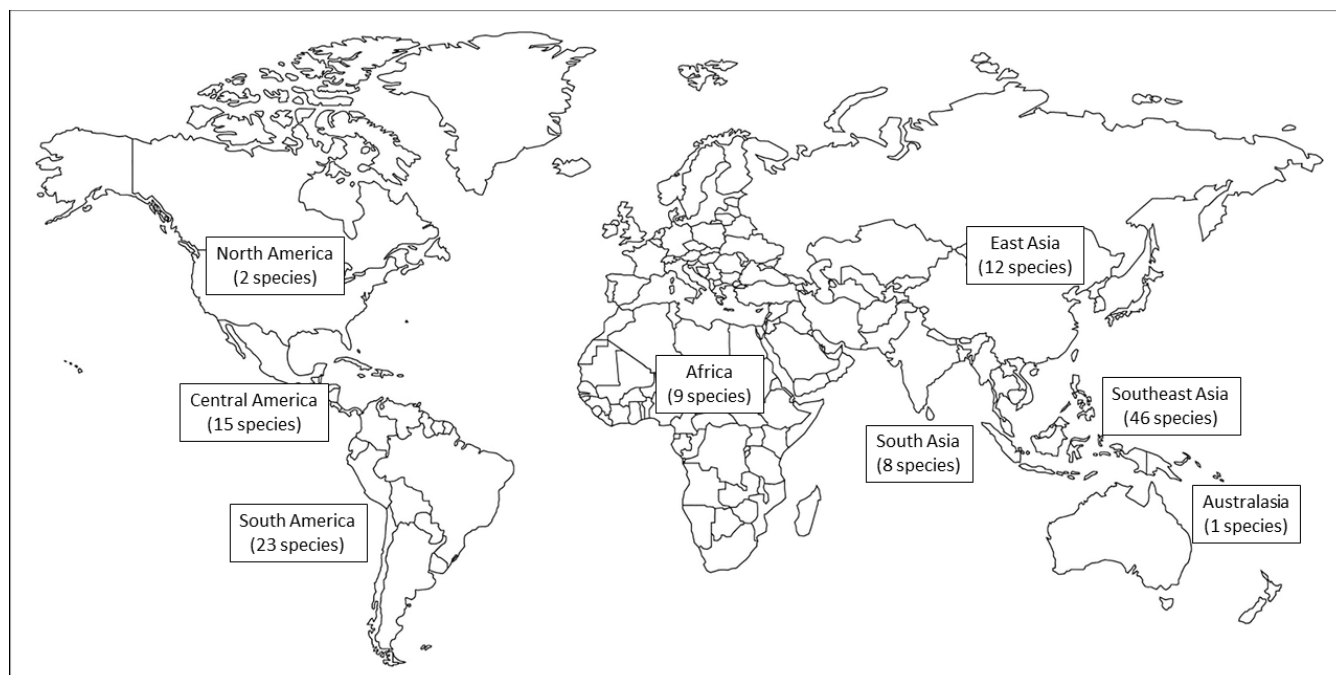 North America
(2 species)
East Asia
(12 species)
Africa
(9 species)
Central America
(15 species)
Southeast Asia
(46 species)
South Asia
(8 species)
South America
(23 species)
Australasia
(1 species)